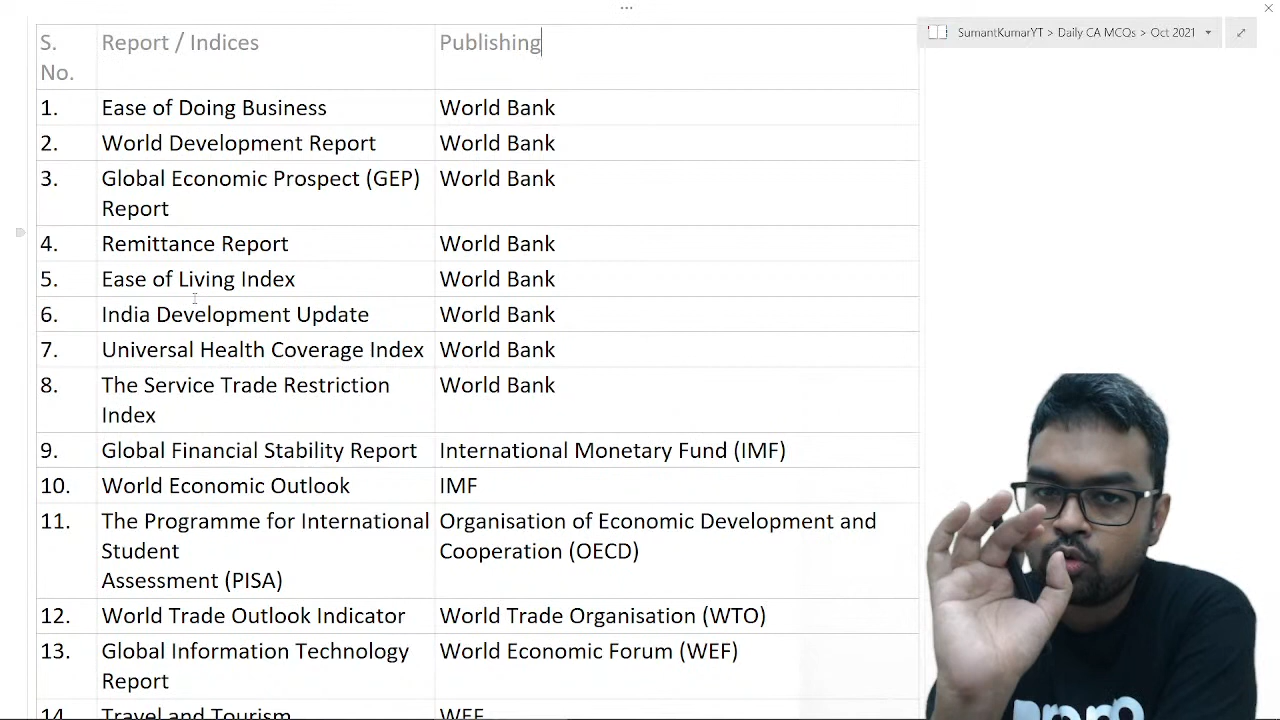 S. No. Report / Indices Publishing
SumantKumarYT > Daily CA MCQs > Oct 2021
1. Ease of Doing Business World Bank
2. World Development Report World Bank
3. Global Economic Prospect (GEP) World Bank
Report
4. Remittance Report World Bank
5. Ease of Living Index World Bank
6. India Development Update World Bank
7. Universal Health Coverage Index World Bank
8. The Service Trade Restriction World Bank
Index
9. Global Financial Stability Report International Monetary Fund (IMF)
10. World Economic Outlook IMF
11. The Programme for International Organisation of Economic Development and
Student Cooperation (OECD)
Assessment (PISA)
12. World Trade Outlook Indicator World Trade Organisation (WTO)
13. Global Information Technology World Economic Forum (WEF)
Report
14. Travel and Tourism WEF